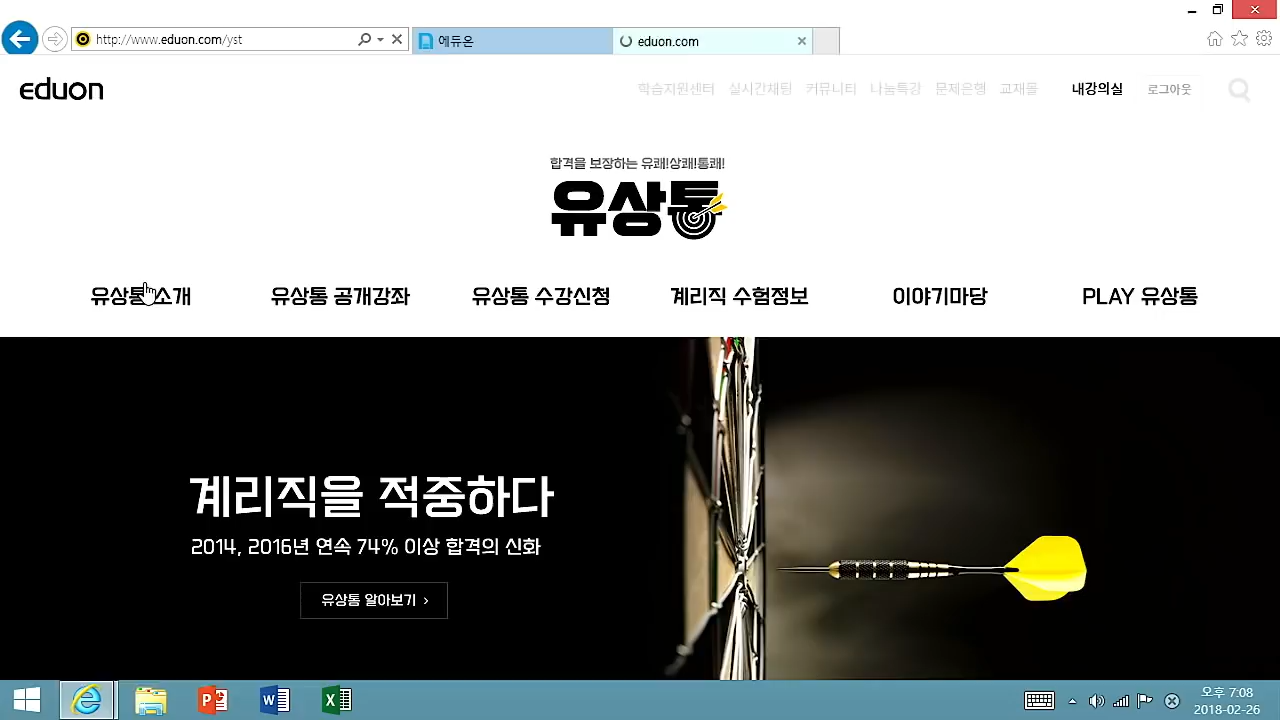 http://www.eduon.com/yst
에듀온
eduon.com
eduon
학습지원센터 실시간채팅 커뮤니티 나눔특강 문제은행 교재몰 내강의실 로그아웃
합격을 보장하는 유쾌!상쾌!통쾌!
유상통
유상통 소개 유상통 공개강좌 유상통 수강신청 계리직 수험정보 이야기마당 PLAY 유상통
계리직을 적중하다
2014, 2016년 연속 74% 이상 합격의 신화
유상통 알아보기 ›
오후 7:08
2018-02-26